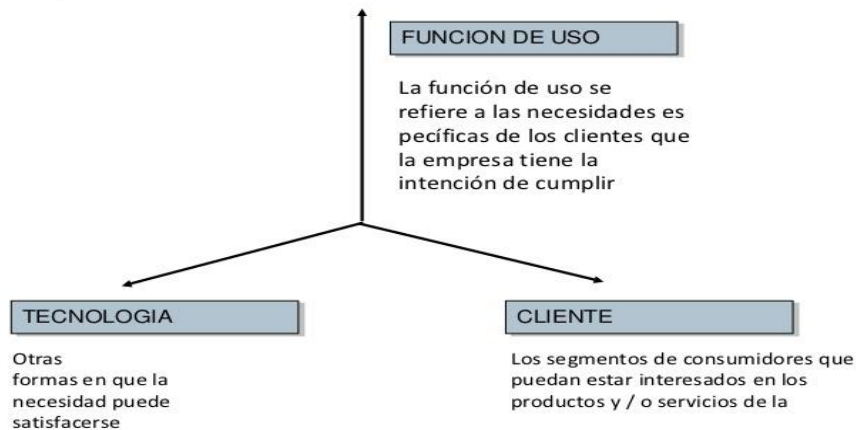 FUNCION DE USO
La función de uso se
refiere a las necesidades es
pecíficas de los clientes que
la empresa tiene la
intención de cumplir
TECNOLOGIA
Otras
formas en que la
necesidad puede
satisfacerse
CLIENTE
Los segmentos de consumidores que
puedan estar interesados en los
productos y / o servicios de la